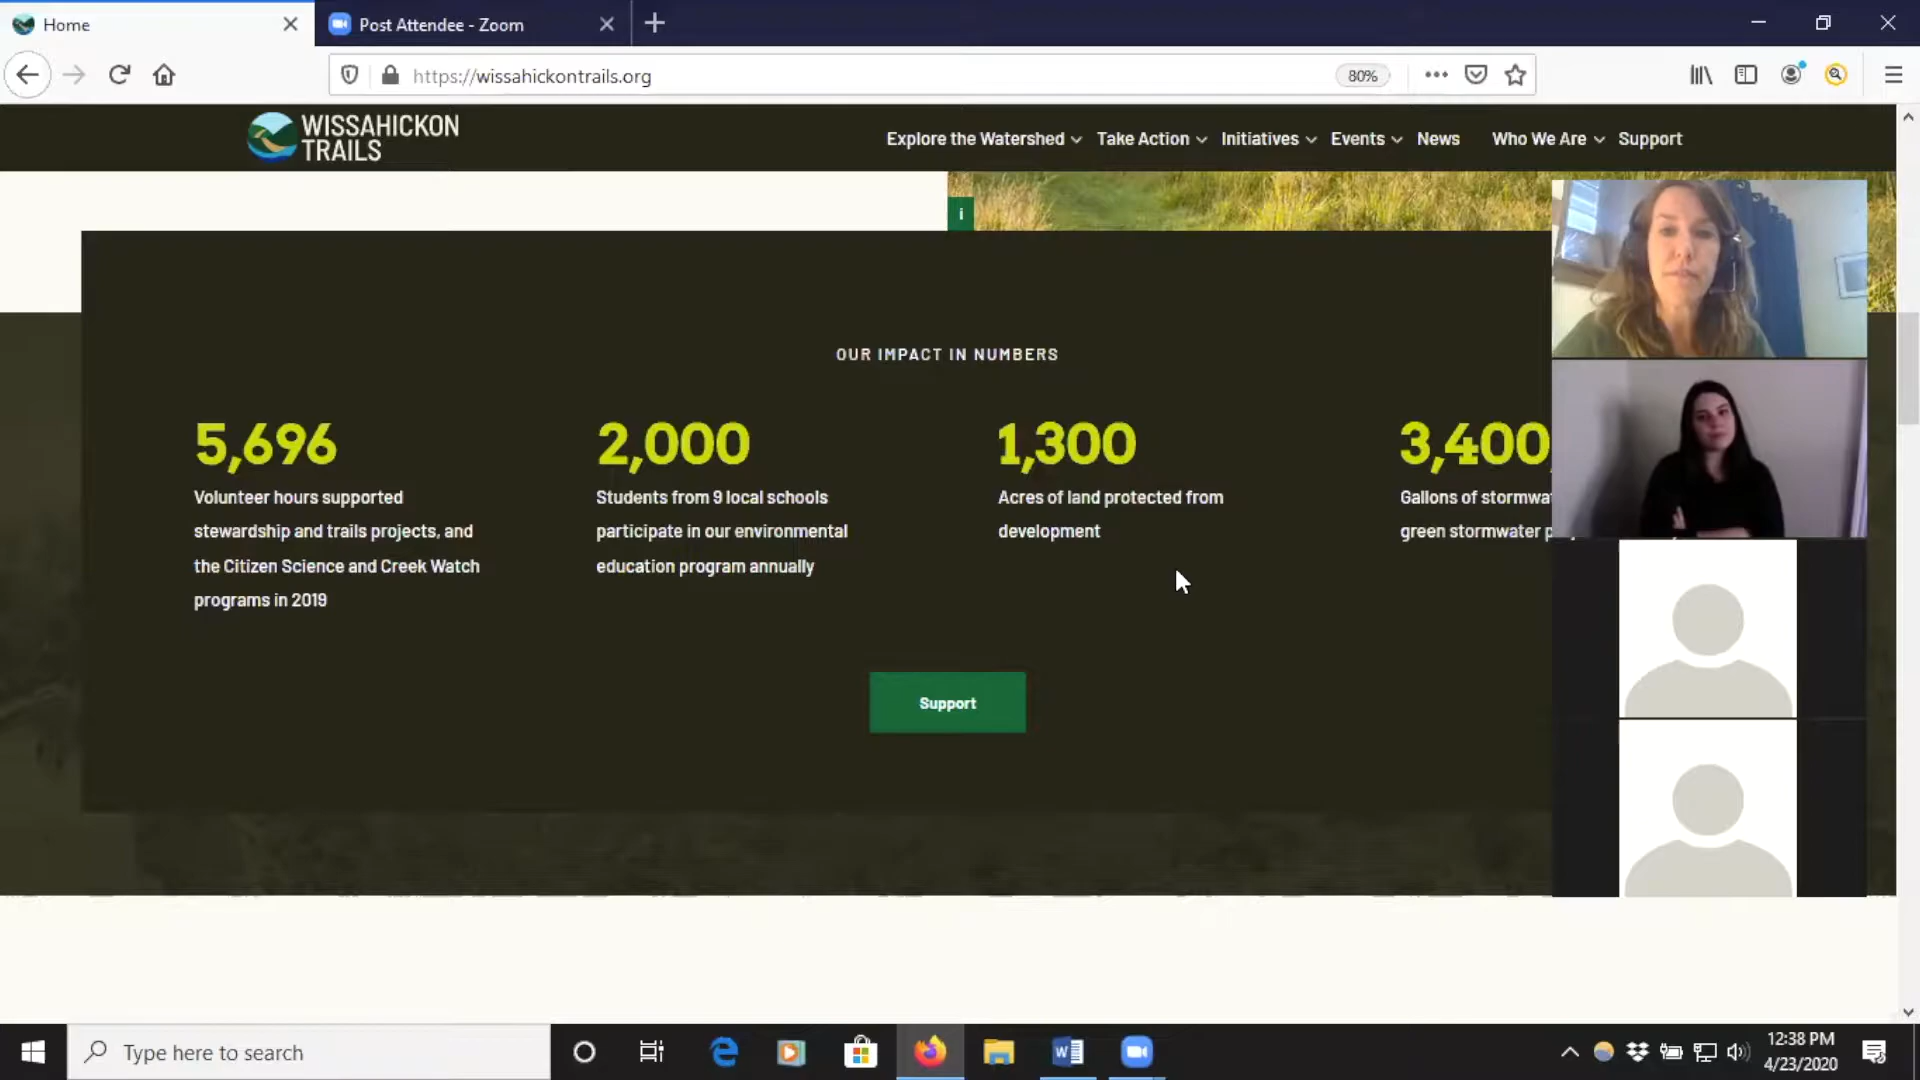 Home
Post Attendee - Zoom
https://wissahickontrails.org
80%
WISSAHICKON
TRAILS
Explore the Watershed
Take Action
Initiatives
Events
News
Who We Are
Support
i
OUR IMPACT IN NUMBERS
5,696
2,000
1,300
3,400,
Volunteer hours supported
stewardship and trails projects, and
the Citizen Science and Creek Watch
programs in 2019
Students from 9 local schools
participate in our environmental
education program annually
Acres of land protected from
development
Gallons of
green stormwater
Support
Type here to search
12:38 PM
4/23/2020